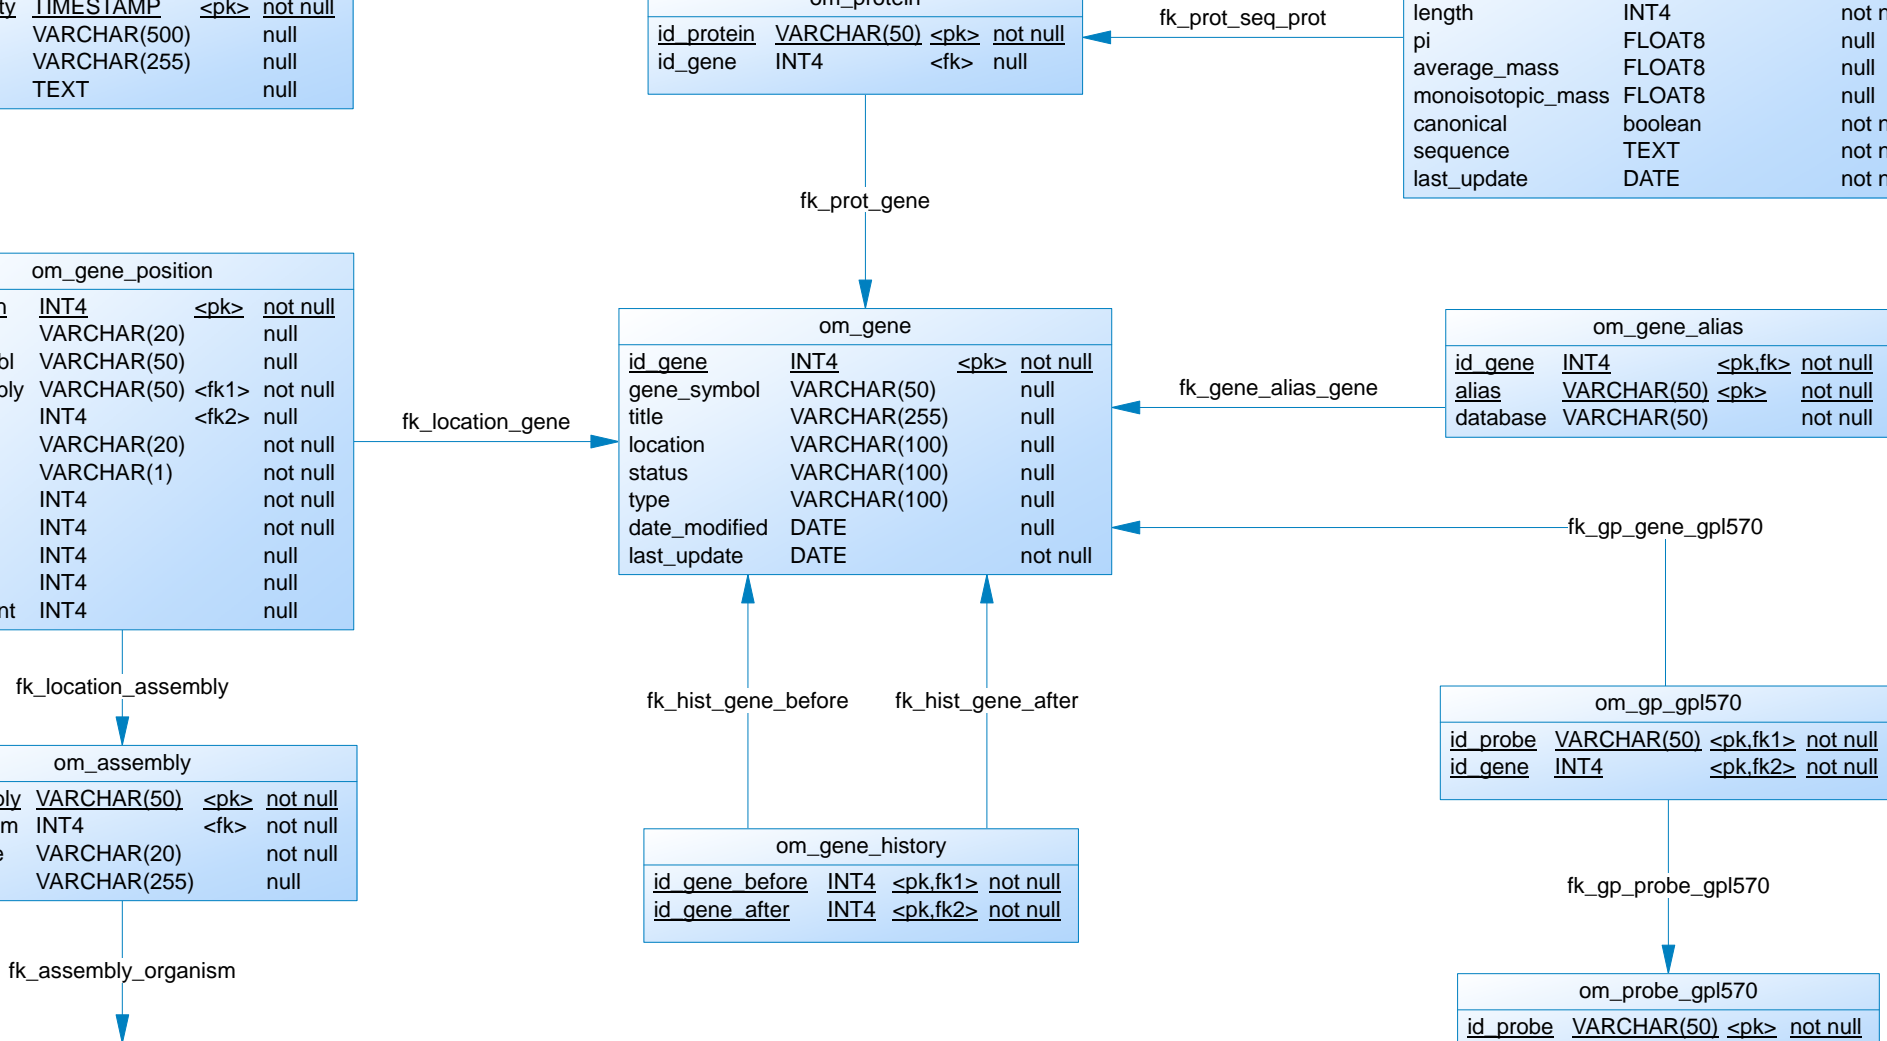 TIMESTAMP <pk> not null
VARCHAR(500) null
VARCHAR(255) null
TEXT null
om_protein
id_protein VARCHAR(50) <pk> not null
id_gene INT4 <fk> null
fk_prot_seq_prot
length INT4 not
pi FLOAT8 null
average_mass FLOAT8 null
monoisotopic_mass FLOAT8 null
canonical boolean not
sequence TEXT not
last_update DATE not
fk_prot_gene
om_gene_position
INT4 <pk> not null
VARCHAR(20) null
VARCHAR(50) null
VARCHAR(50) <fk1> not null
INT4 <fk2> null
VARCHAR(20) not null
VARCHAR(1) not null
INT4 not null
INT4 not null
INT4 null
INT4 null
INT4 null
fk_location_gene
om_gene
id_gene INT4 <pk> not null
gene_symbol VARCHAR(50) null
title VARCHAR(255) null
location VARCHAR(100) null
status VARCHAR(100) null
type VARCHAR(100) null
date_modified DATE null
last_update DATE not null
fk_gene_alias_gene
om_gene_alias
id_gene INT4 <pk,fk> not null
alias VARCHAR(50) <pk> not null
database VARCHAR(50) not null
fk_gp_gene_gpl570
fk_location_assembly
fk_hist_gene_before
fk_hist_gene_after
om_gp_gpl570
id_probe VARCHAR(50) <pk,fk1> not null
id_gene INT4 <pk,fk2> not null
om_assembly
VARCHAR(50) <pk> not null
INT4 <fk> not null
VARCHAR(20) not null
VARCHAR(255) null
om_gene_history
id_gene_before INT4 <pk,fk1> not null
id_gene_after INT4 <pk,fk2> not null
fk_gp_probe_gpl570
fk_assembly_organism
om_probe_gpl570
id_probe VARCHAR(50) <pk> not null